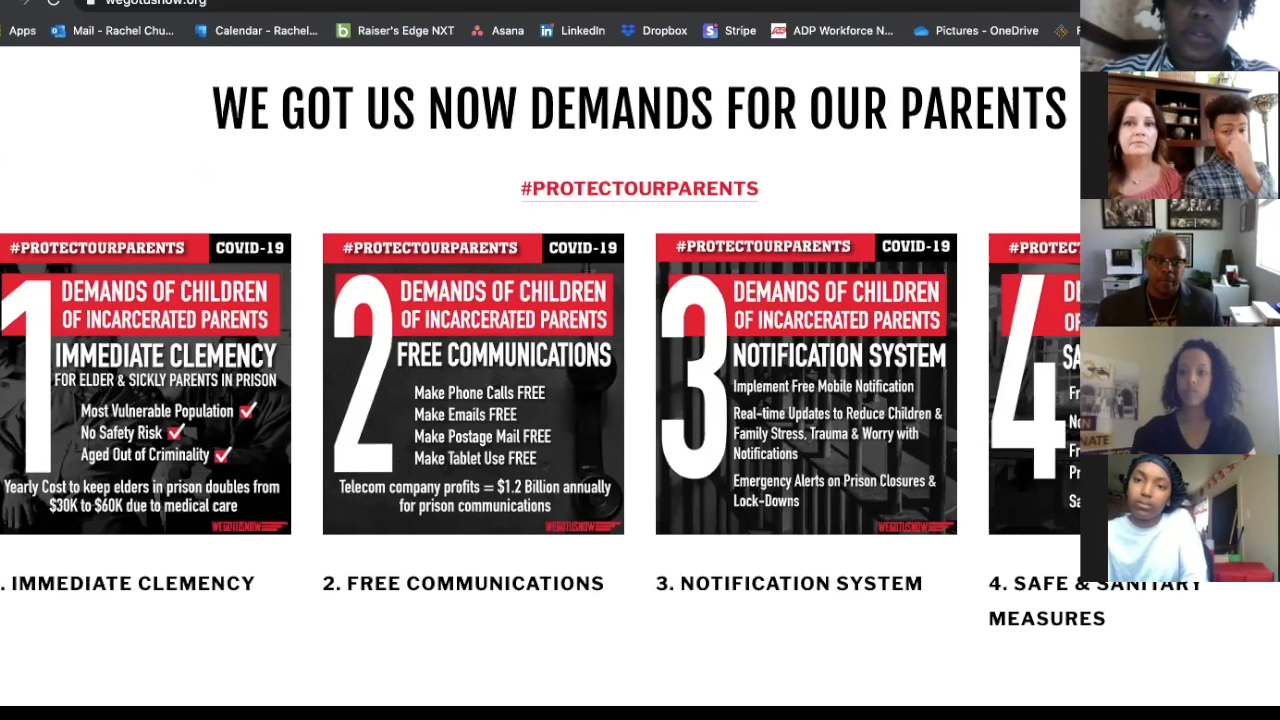 wegotusnow.org
Apps
Mail - Rachel Chu...
Calendar - Rachel...
Raiser's Edge NXT
Asana
LinkedIn
Dropbox
Stripe
ADP Workforce N...
Pictures - OneDrive
WE GOT US NOW DEMANDS FOR OUR PARENTS
#PROTECTOURPARENTS
#PROTECTOURPARENTS COVID-19
1
DEMANDS OF CHILDREN
OF INCARCERATED PARENTS
IMMEDIATE CLEMENCY
FOR ELDER & SICKLY PARENTS IN PRISON
Most Vulnerable Population
No Safety Risk
Aged Out of Criminality
Yearly Cost to keep elders in prison doubles from
$30K to $60K due to medical care
WEGOTUSNOW
. IMMEDIATE CLEMENCY
#PROTECTOURPARENTS COVID-19
2
DEMANDS OF CHILDREN
OF INCARCERATED PARENTS
FREE COMMUNICATIONS
Make Phone Calls FREE
Make Emails FREE
Make Postage Mail FREE
Make Tablet Use FREE
Telecom company profits = $1.2 Billion annually
for prison communications
WEGOTUSNOW
2. FREE COMMUNICATIONS
#PROTECTOURPARENTS COVID-19
3
DEMANDS OF CHILDREN
OF INCARCERATED PARENTS
NOTIFICATION SYSTEM
Implement Free Mobile Notification
Real-time Updates to Reduce Children &
Family Stress, Trauma & Worry with
Notifications
Emergency Alerts on Prison Closures &
Lock-Downs
WEGOTUSNOW
3. NOTIFICATION SYSTEM
#PROTECT
4
4. SAFE & SANITARY
MEASURES